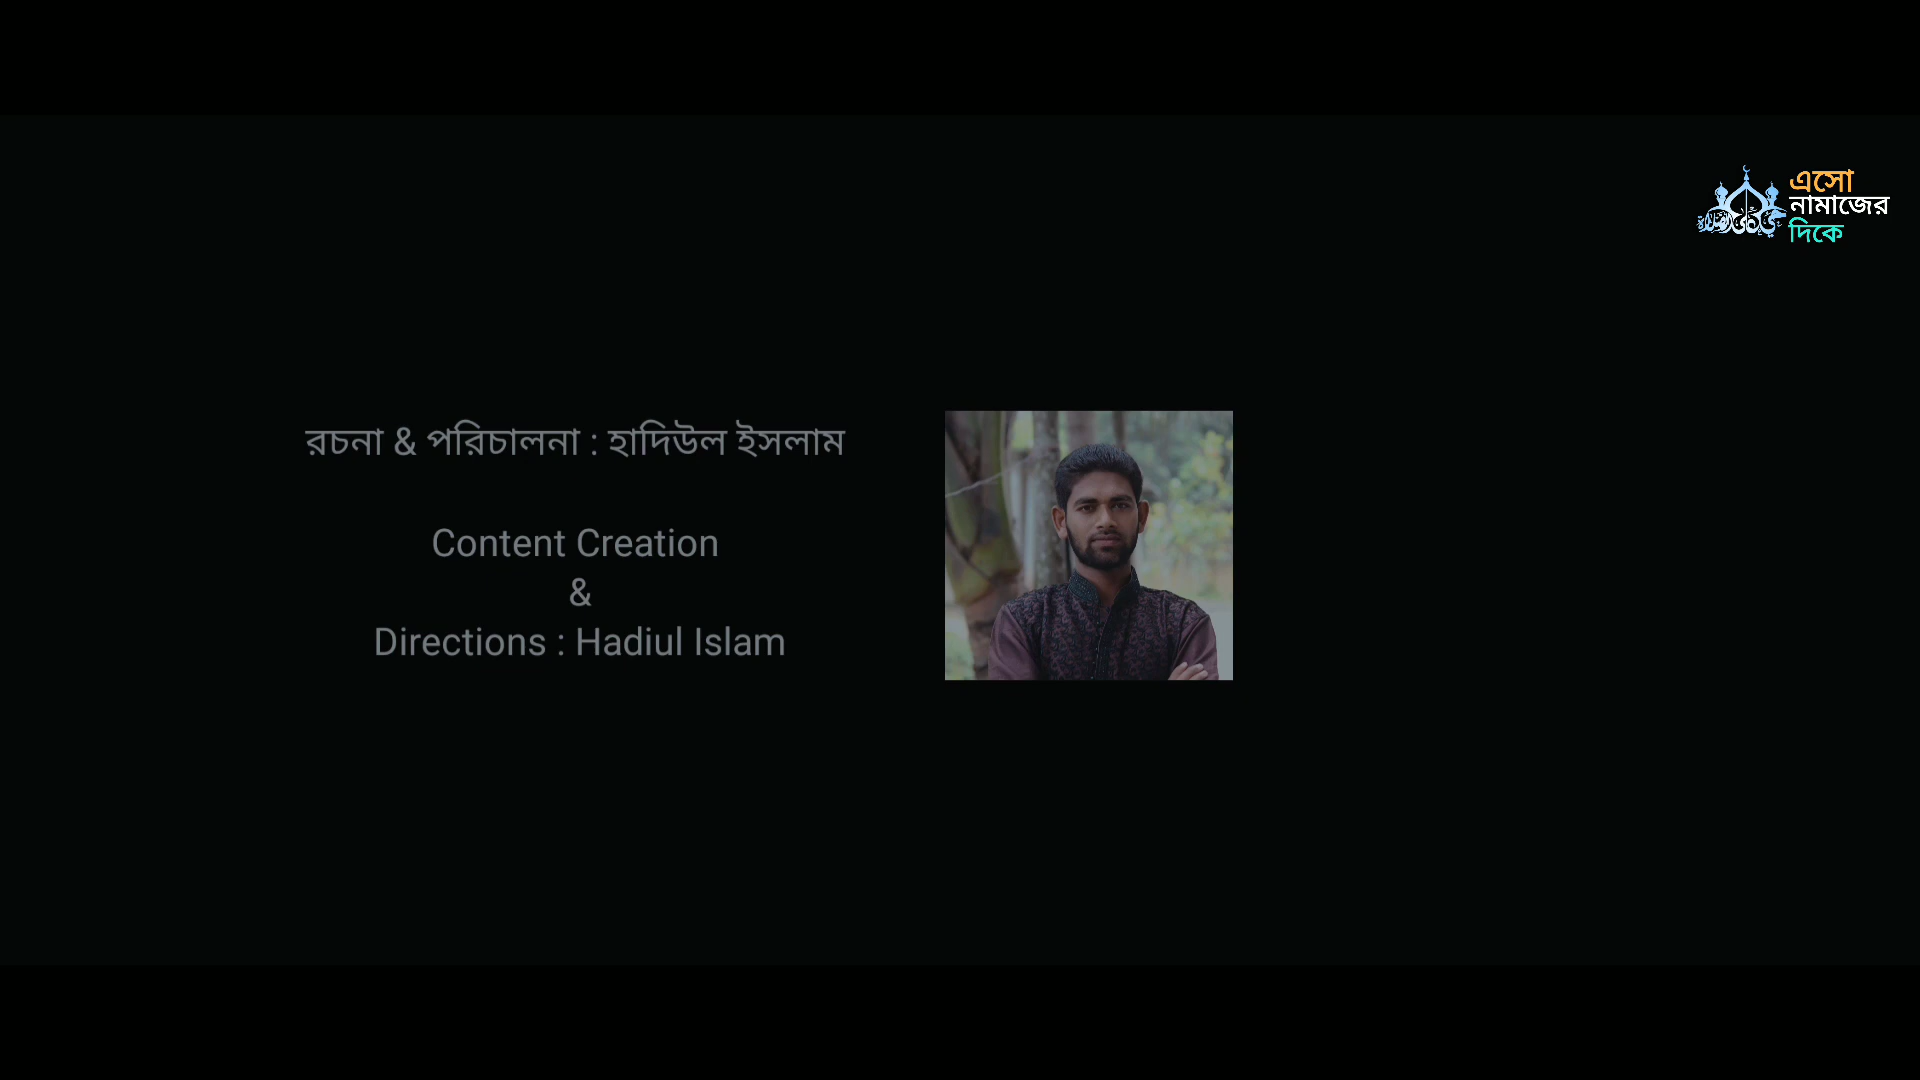 এসো
নামাজের
দিকে
রচনা & পরিচালনা : হাদিউল ইসলাম
Content Creation
&
Directions : Hadiul Islam